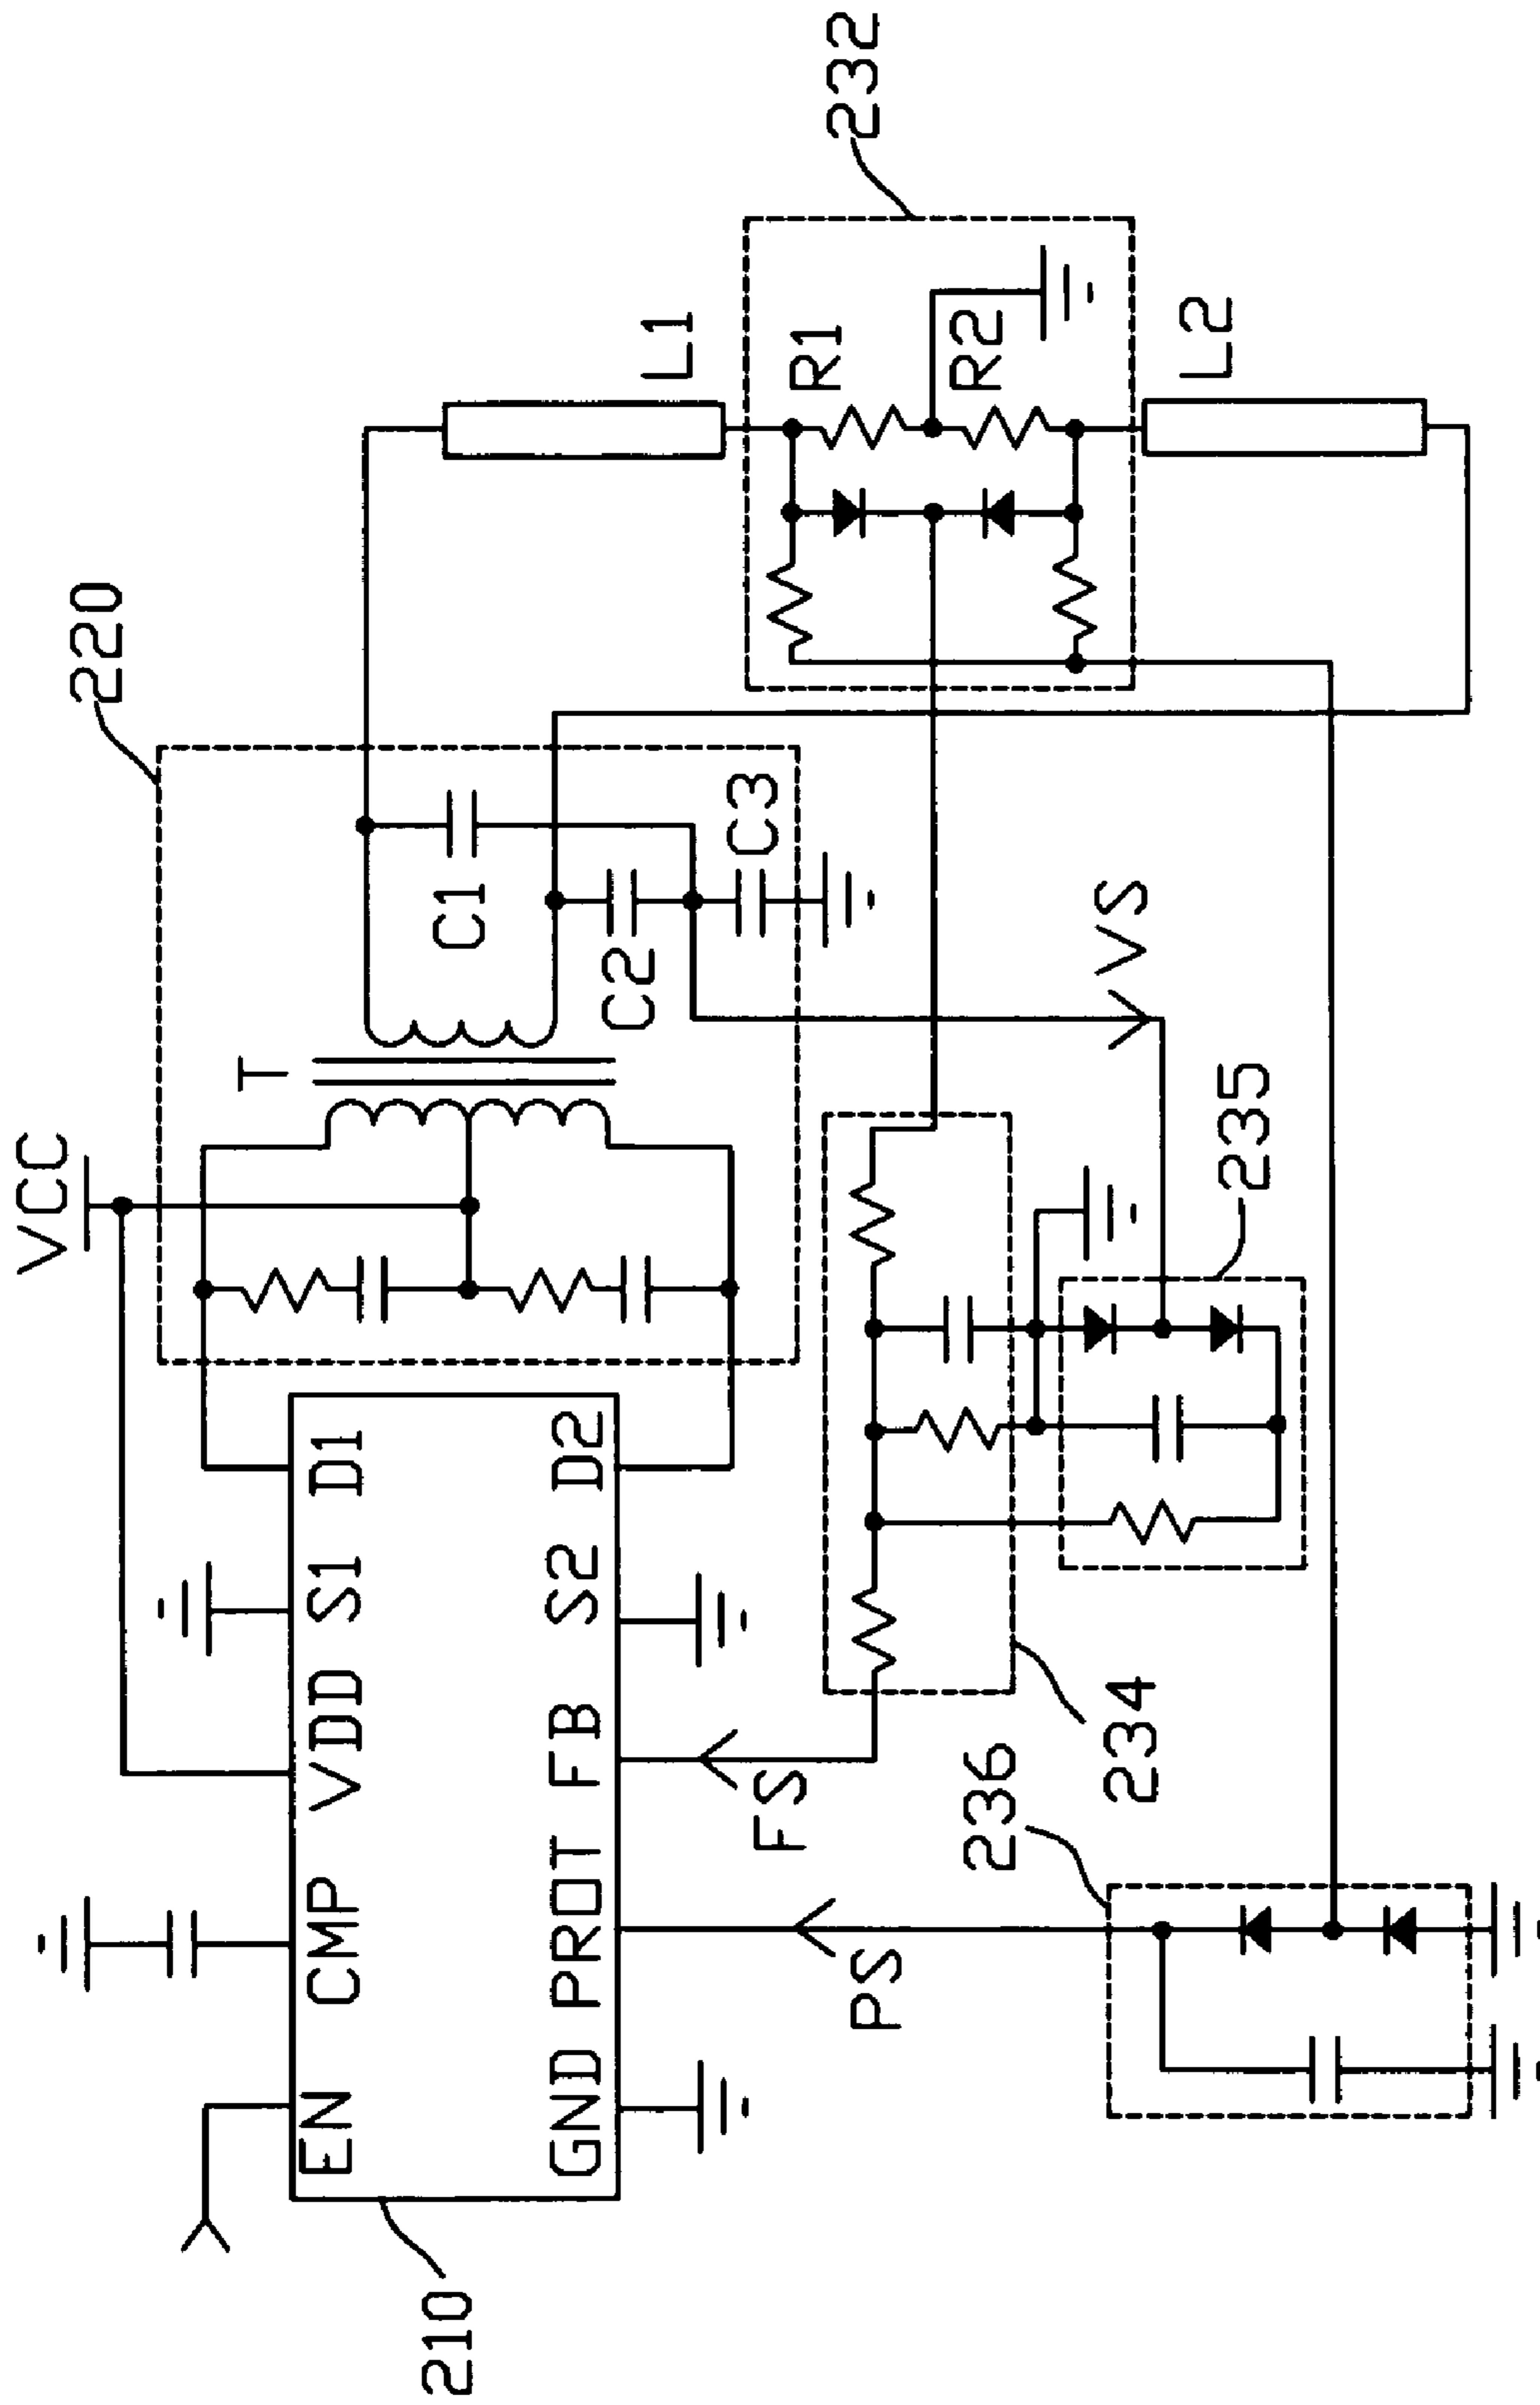 210
EN
CMP
VDD
S1
D1
GND
PROT
FB
S2
D2
VCC
220
T
C1
C2
C3
L1
232
R1
R2
L2
VS
235
234
FS
236
PS